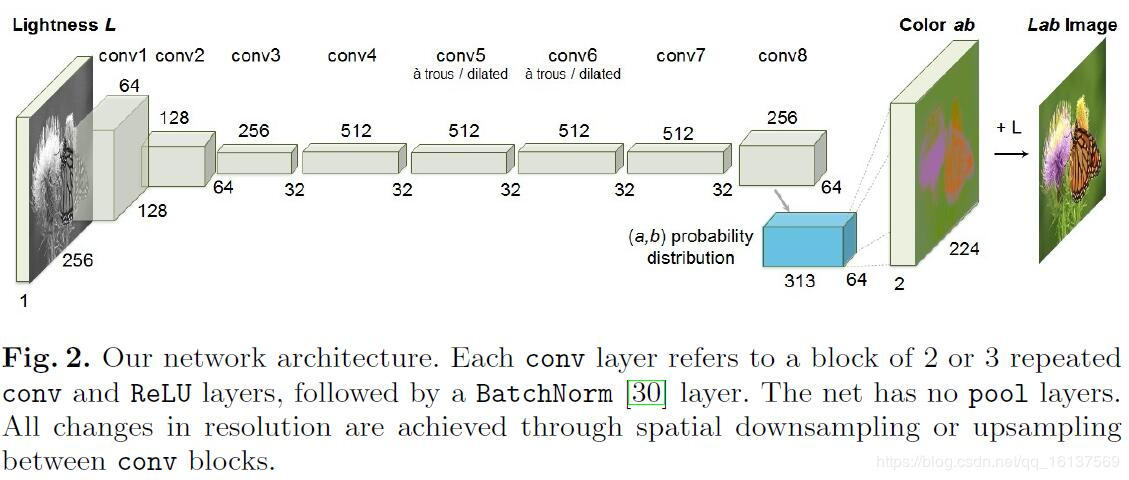 Lightness L
Color ab
Lab Image
conv1 conv2 conv3 conv4 conv5 conv6 conv7 conv8
à trous / dilated à trous / dilated
64
128
256
512
512
512
512
256
+ L
64
32
32
32
32
32
64
128
256
1
(a,b) probability
distribution
313
64
2
224
Fig. 2. Our network architecture. Each conv layer refers to a block of 2 or 3 repeated
conv and ReLU layers, followed by a BatchNorm [30] layer. The net has no pool layers.
All changes in resolution are achieved through spatial downsampling or upsampling
between conv blocks.
https://blog.csdn.net/qq_16137569